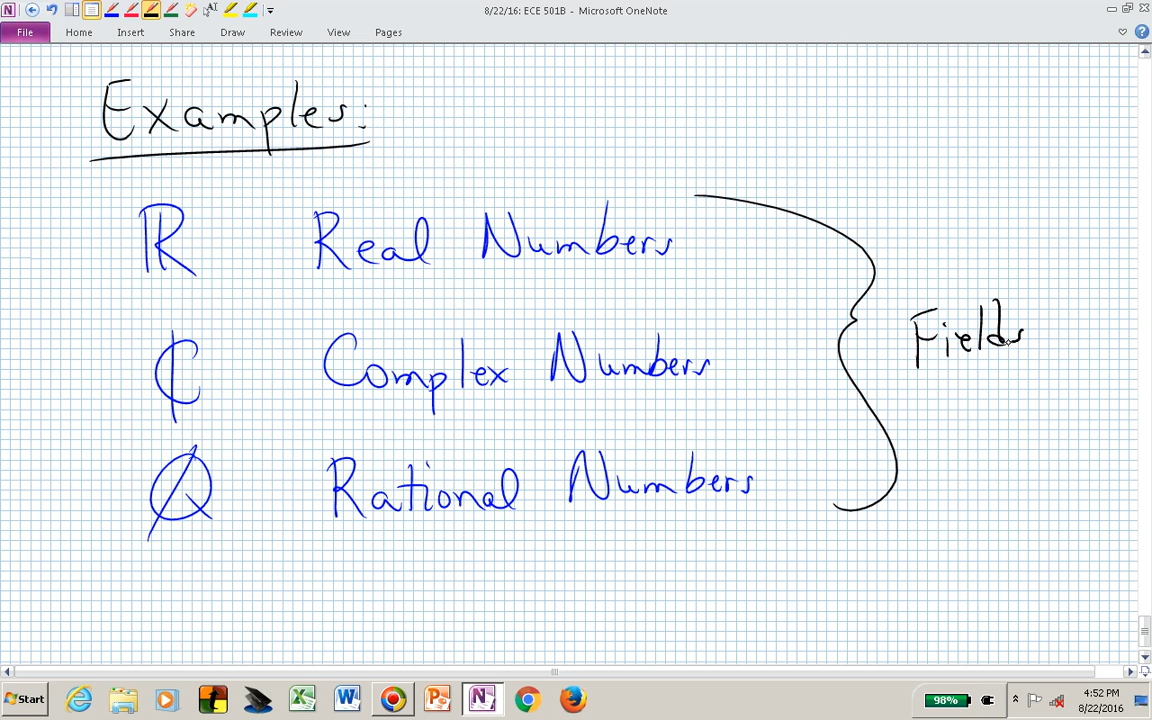 8/22/16: ECE 501B - Microsoft OneNote
File Home Insert Share Draw Review View Pages
Examples:
ℝ Real Numbers
ℂ Complex Numbers
Fields
ℚ Rational Numbers
Start
98%
4:52 PM
8/22/2016